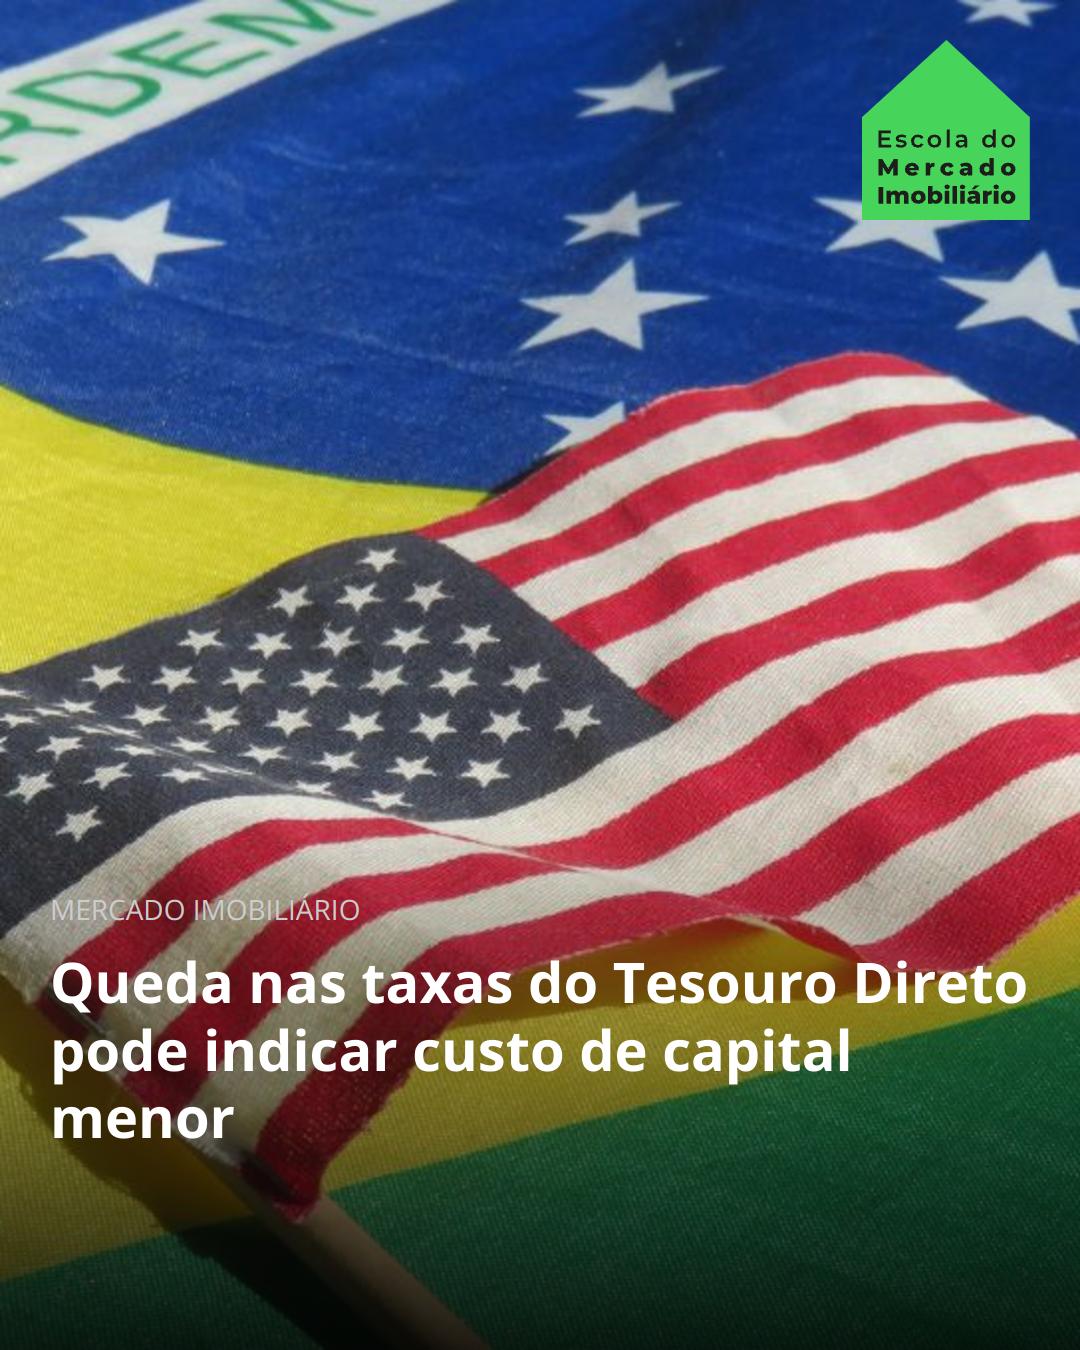 RDEM
Escola do
Mercado
Imobiliário
MERCADO IMOBILIÁRIO
Queda nas taxas do Tesouro Direto
pode indicar custo de capital
menor